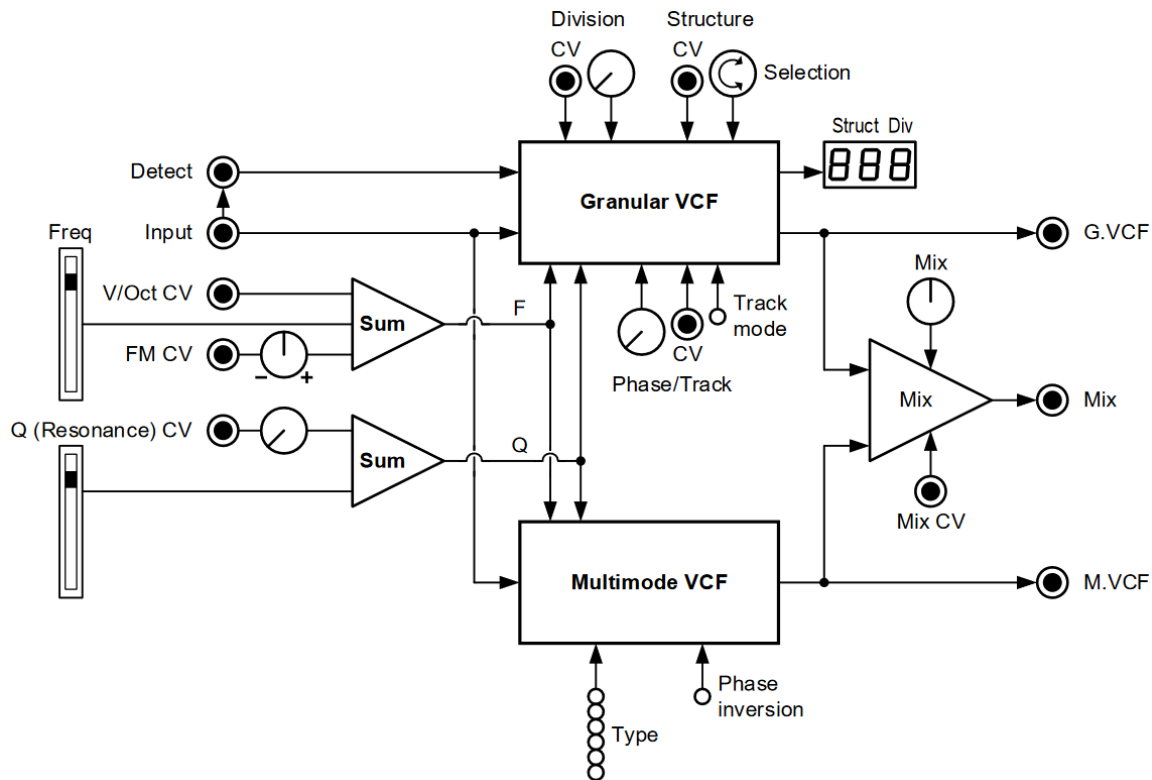 Division
Structure
CV
CV
Selection
Struct Div
888
Detect
Granular VCF
Input
Freq
G.VCF
Mix
V/Oct CV
F
Track
mode
Sum
FM CV
CV
- +
Phase/Track
Mix
Mix
Q (Resonance) CV
Sum
Q
Mix CV
Multimode VCF
M.VCF
Phase
inversion
Type